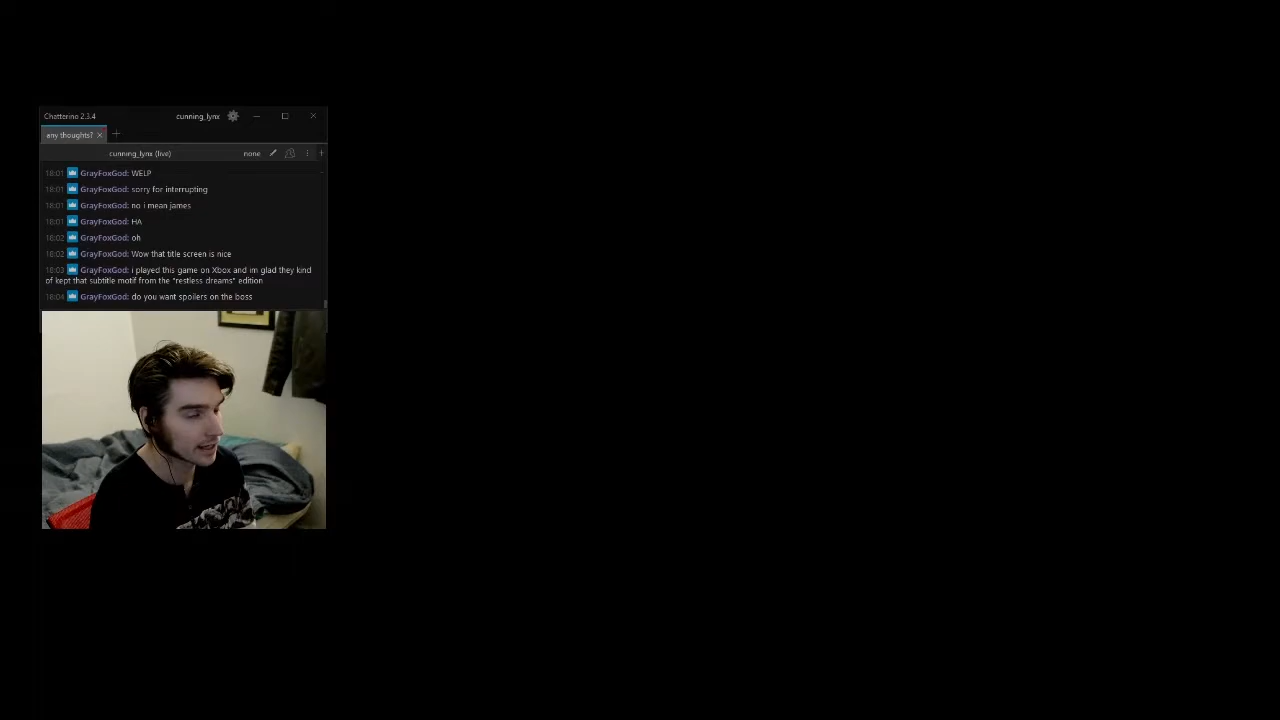 Chatterino 2.3.4
cunning_lynx
any thoughts?
cunning_lynx (live)
none
18:01 GrayFoxGod: WELP
18:01 GrayFoxGod: sorry for interrupting
18:01 GrayFoxGod: no i mean james
18:01 GrayFoxGod: HA
18:02 GrayFoxGod: oh
18:02 GrayFoxGod: Wow that title screen is nice
18:03 GrayFoxGod: i played this game on Xbox and im glad they kind
of kept that subtitle motif from the "restless dreams" edition
18:04 GrayFoxGod: do you want spoilers on the boss